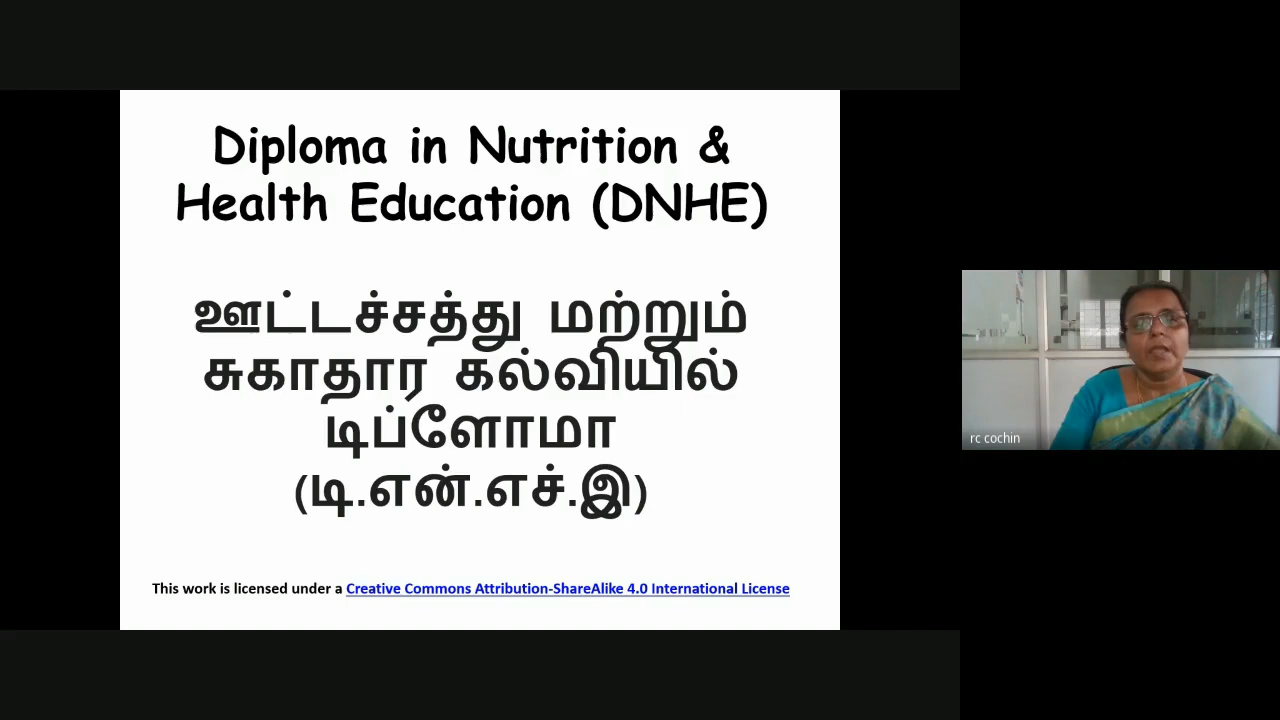 Diploma in Nutrition &
Health Education (DNHE)
ஊட்டச்சத்து மற்றும்
சுகாதார கல்வியில்
டிப்ளோமா
(டி.என்.எச்.இ)
This work is licensed under a Creative Commons Attribution-ShareAlike 4.0 International License
rc cochin